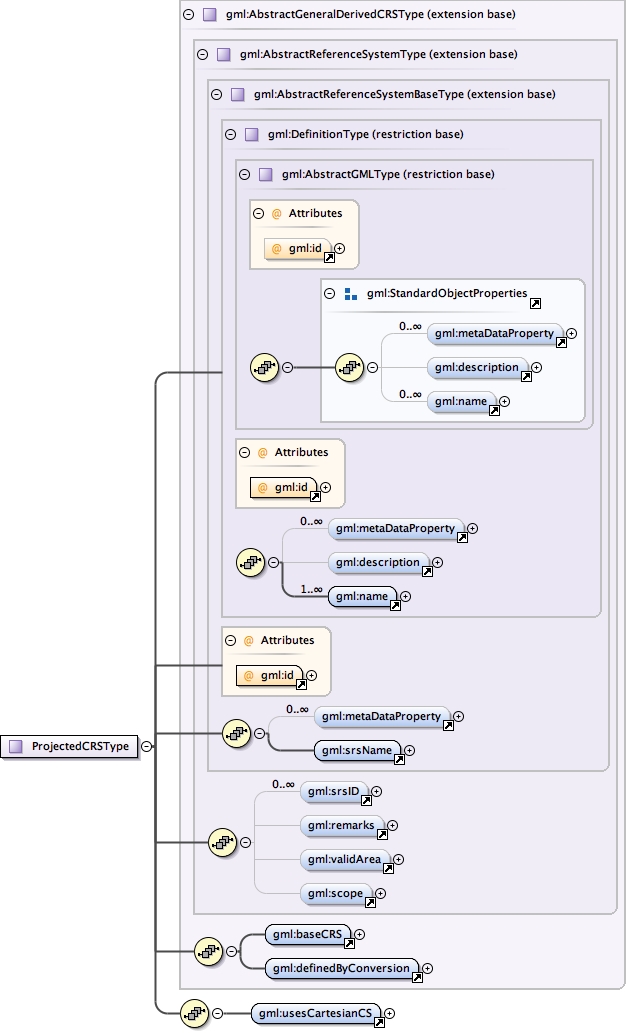 gml:AbstractGeneralDerivedCRSType (extension base)
gml:AbstractReferenceSystemType (extension base)
gml:AbstractReferenceSystemBaseType (extension base)
gml:DefinitionType (restriction base)
gml:AbstractGMLType (restriction base)
@ Attributes
@ gml:id
gml:StandardObjectProperties
0..∞
gml:metaDataProperty
gml:description
0..∞
gml:name
@ Attributes
@ gml:id
0..∞
gml:metaDataProperty
gml:description
1..∞
gml:name
@ Attributes
@ gml:id
0..∞
gml:metaDataProperty
gml:srsName
ProjectedCRSType
0..∞
gml:srsID
gml:remarks
gml:validArea
gml:scope
gml:baseCRS
gml:definedByConversion
gml:usesCartesianCS